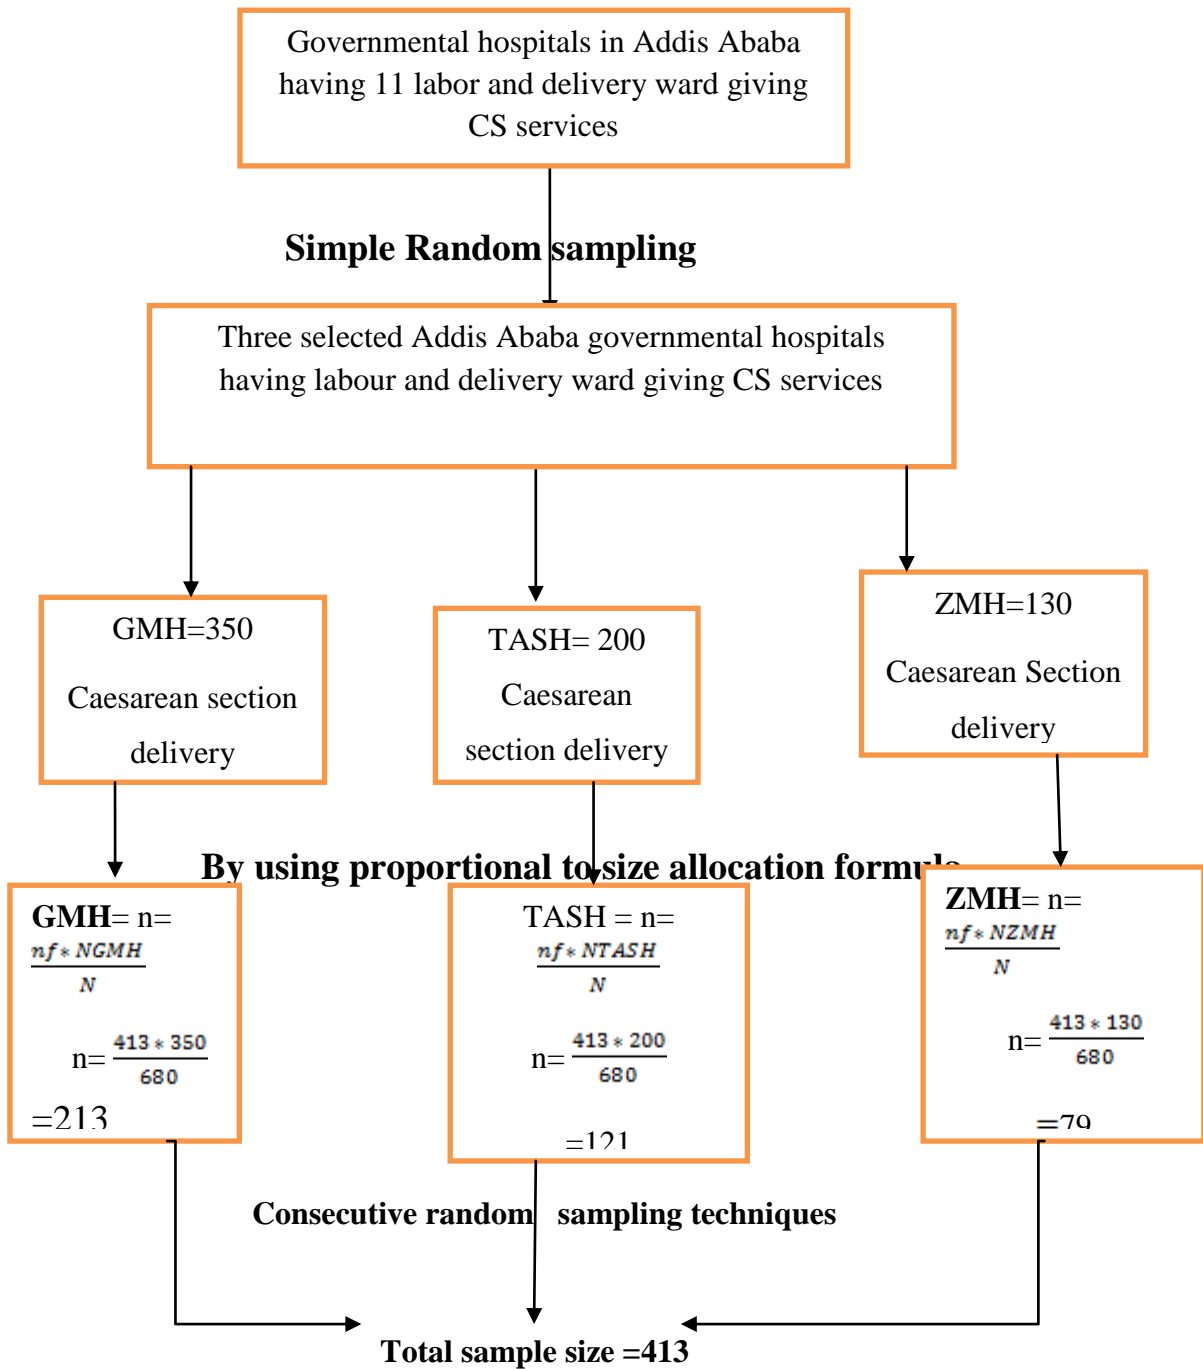 Governmental hospitals in Addis Ababa
having 11 labor and delivery ward giving
CS services
Simple Random sampling
Three selected Addis Ababa governmental hospitals
having labour and delivery ward giving CS services
GMH=350
Caesarean section
delivery
TASH= 200
Caesarean
section delivery
ZMH=130
Caesarean Section
delivery
By using proportional to size allocation formula
GMH= n=
nf * NGMH
N
n= 413 * 350
680
=213
TASH = n=
nf * NTASH
N
n= 413 * 200
680
=121
ZMH= n=
nf * NZMH
N
n= 413 * 130
680
=79
Consecutive random sampling techniques
Total sample size =413